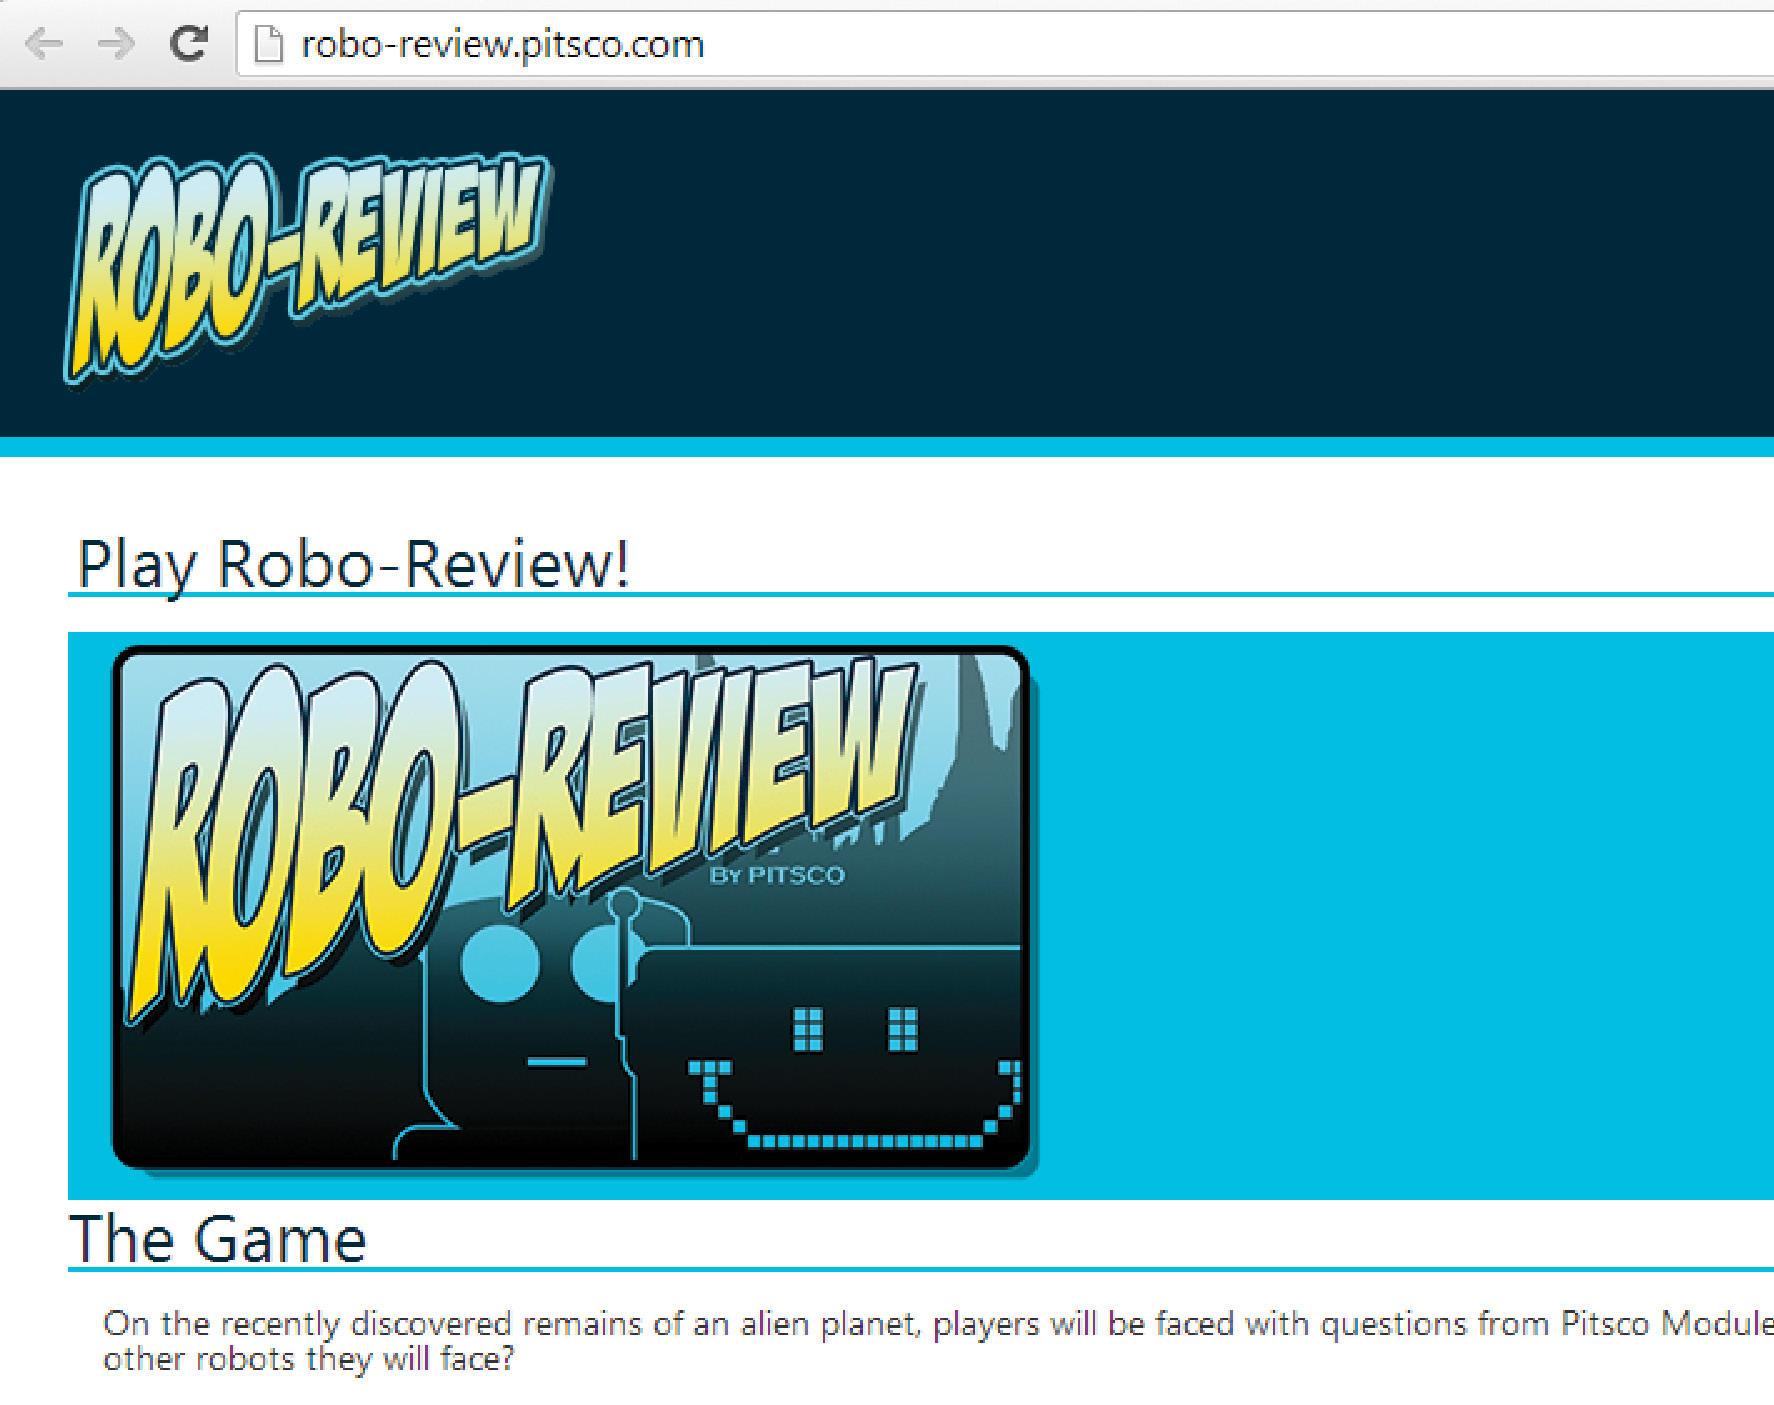 robo-review.pitsco.com
ROBO-REVIEW
Play Robo-Review!
ROBO-REVIEW
BY PITSCO
The Game
On the recently discovered remains of an alien planet, players will be faced with questions from Pitsco Module
other robots they will face?